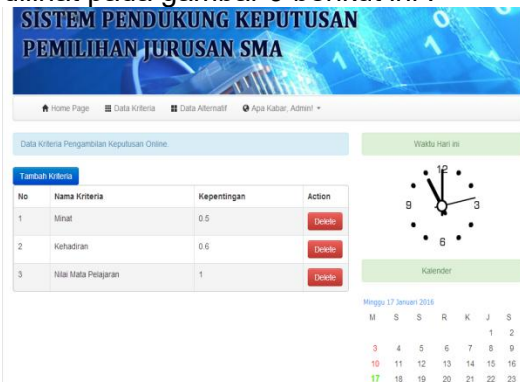 SISTEM PENDUKUNG KEPUTUSAN
PEMILIHAN JURUSAN SMA
Home Page Data Kriteria Data Alternatif Apa Kabar, Admin!
Data Kriteria Pengambilan Keputusan Online.
Tambah Kriteria
No Nama Kriteria Kepentingan Action
1 Minat 0.5 Delete
2 Kehadiran 0.6 Delete
3 Nilai Mata Pelajaran 1 Delete
Waktu Hari ini
12
9 3
6
Kalender
Minggu 17 Januari 2016
M S S R K J S
1 2
3 4 5 6 7 8 9
10 11 12 13 14 15 16
17 18 19 20 21 22 23